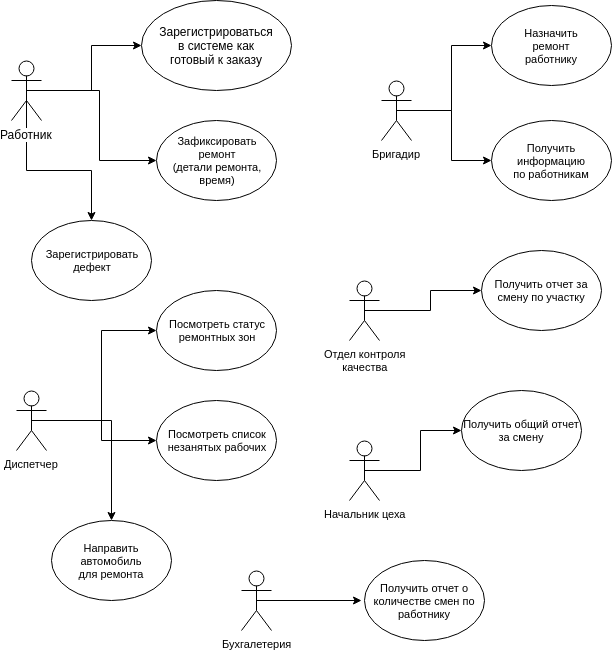 Зарегистрироваться
в системе как
готовый к заказу
Работник
Зафиксировать
ремонт
(детали ремонта,
время)
Зарегистрировать
дефект
Назначить
ремонт
работнику
Бригадир
Получить
информацию
по работникам
Получить отчет за
смену по участку
Отдел контроля
качества
Посмотреть статус
ремонтных зон
Диспетчер
Посмотреть список
незанятых рабочих
Направить
автомобиль
для ремонта
Получить общий отчет
за смену
Начальник цеха
Получить отчет о
количестве смен по
работнику
Бухгалетерия